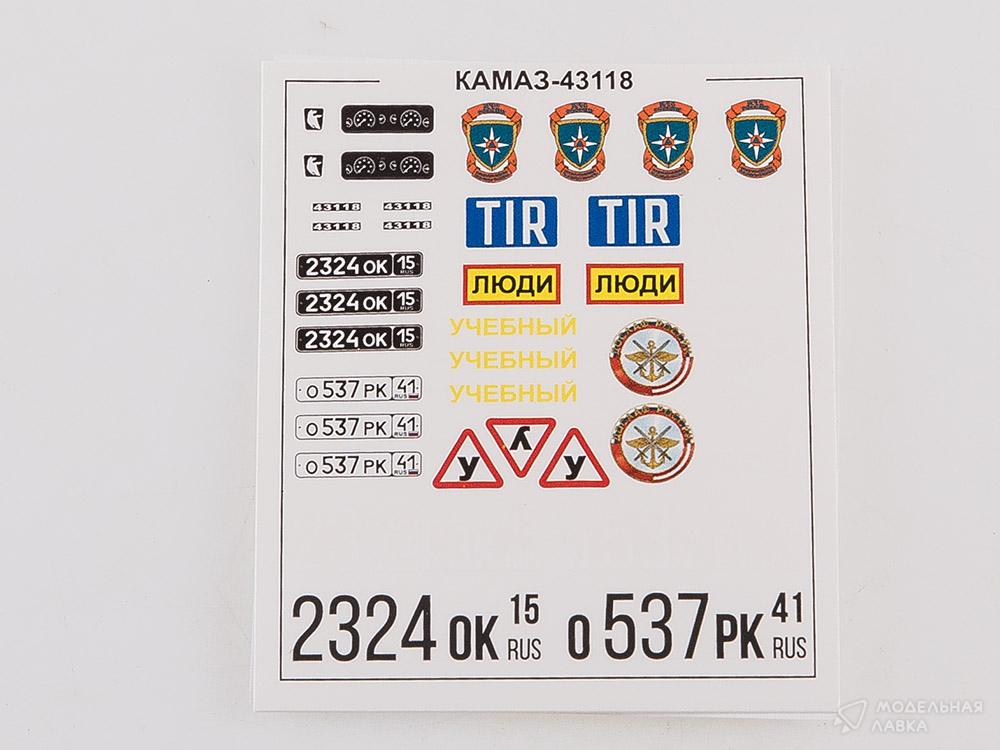 КАМАЗ-43118
43118 43118
43118 43118
TIR TIR
2324 ОК 15 RUS
ЛЮДИ ЛЮДИ
2324 ОК 15 RUS
2324 ОК 15 RUS
УЧЕБНЫЙ
УЧЕБНЫЙ
УЧЕБНЫЙ
О 537 РК 41 RUS
О 537 РК 41 RUS
О 537 РК 41 RUS
У У У
2324 ОК 15 RUS О 537 РК 41 RUS
МОДЕЛЬНАЯ
ЛАВКА